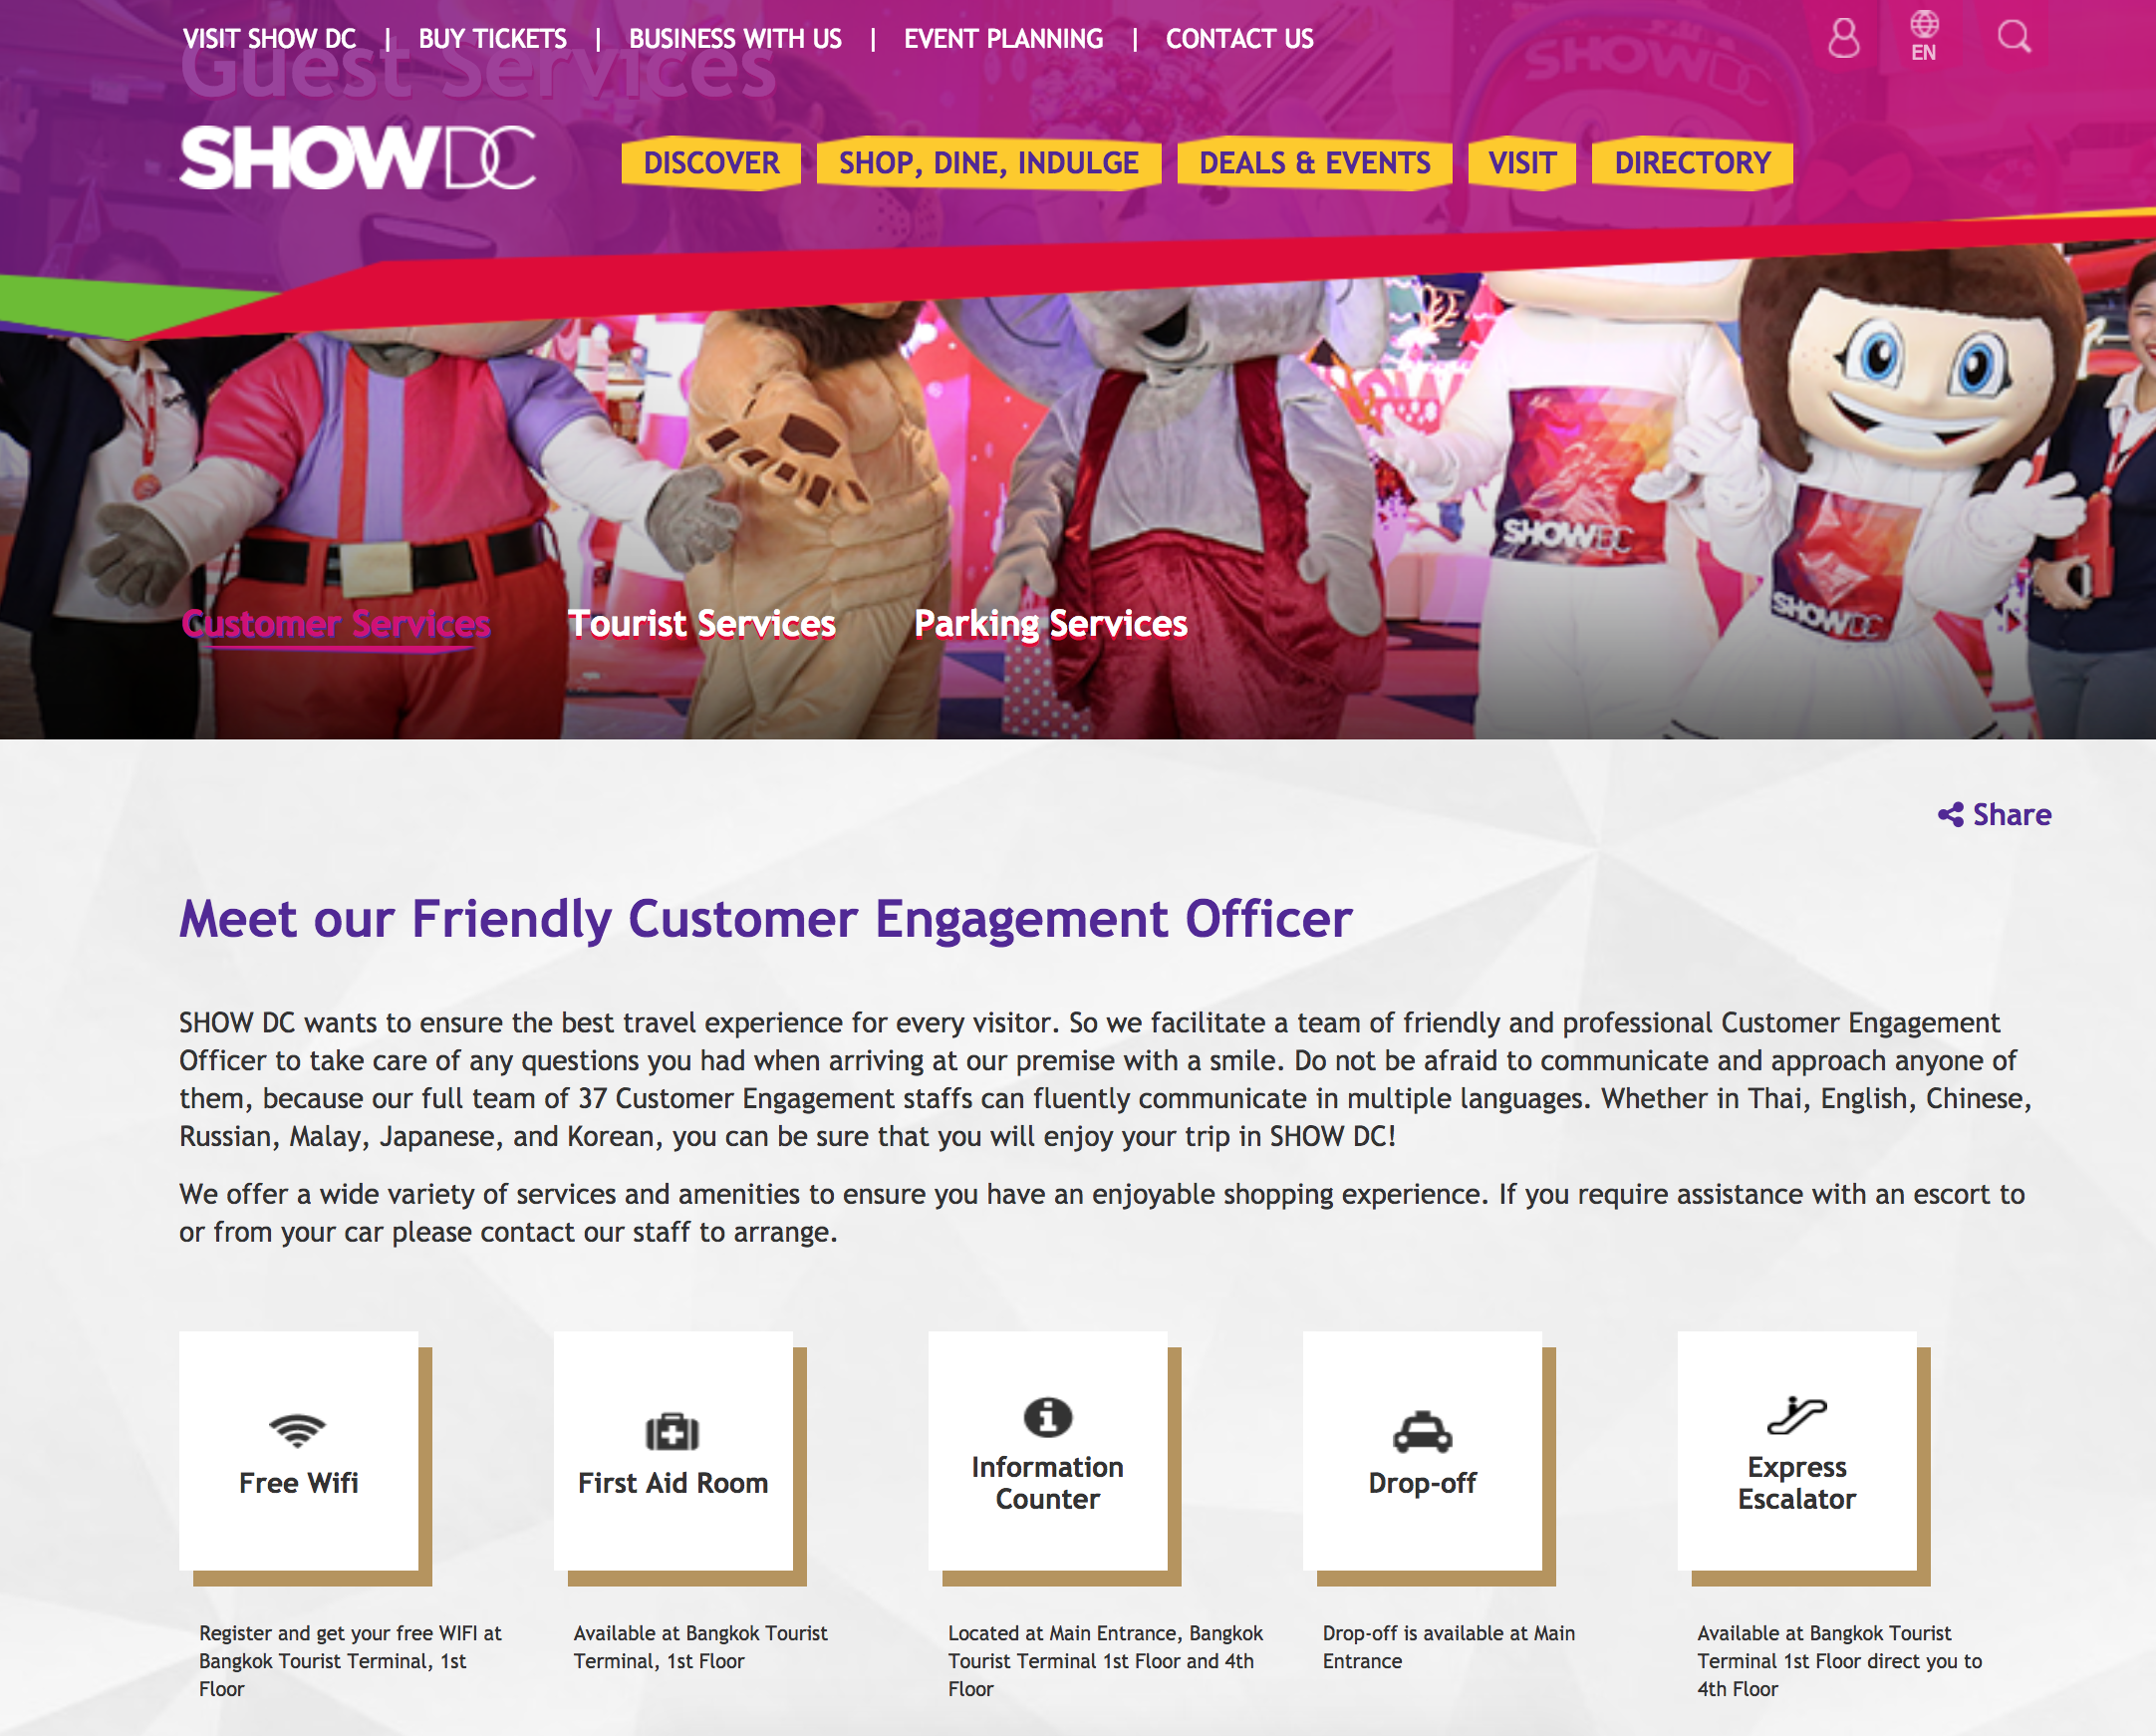 VISIT SHOW DC | BUY TICKETS | BUSINESS WITH US | EVENT PLANNING | CONTACT US
EN
Guest Services
SHOWDC
SHOWDC
DISCOVER
SHOP, DINE, INDULGE
DEALS & EVENTS
VISIT
DIRECTORY
SHOWDC
SHOWDC
Customer Services
Tourist Services
Parking Services
Share
Meet our Friendly Customer Engagement Officer
SHOW DC wants to ensure the best travel experience for every visitor. So we facilitate a team of friendly and professional Customer Engagement
Officer to take care of any questions you had when arriving at our premise with a smile. Do not be afraid to communicate and approach anyone of
them, because our full team of 37 Customer Engagement staffs can fluently communicate in multiple languages. Whether in Thai, English, Chinese,
Russian, Malay, Japanese, and Korean, you can be sure that you will enjoy your trip in SHOW DC!
We offer a wide variety of services and amenities to ensure you have an enjoyable shopping experience. If you require assistance with an escort to
or from your car please contact our staff to arrange.
Free Wifi
Register and get your free WIFI at
Bangkok Tourist Terminal, 1st
Floor
First Aid Room
Available at Bangkok Tourist
Terminal, 1st Floor
Information
Counter
Located at Main Entrance, Bangkok
Tourist Terminal 1st Floor and 4th
Floor
Drop-off
Drop-off is available at Main
Entrance
Express
Escalator
Available at Bangkok Tourist
Terminal 1st Floor direct you to
4th Floor